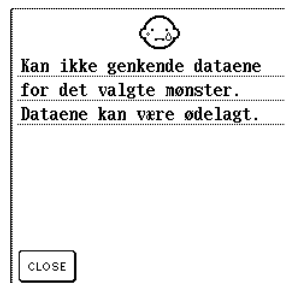 Kan ikke genkende dataene
for det valgte mønster.
Dataene kan være ødelagt.
CLOSE